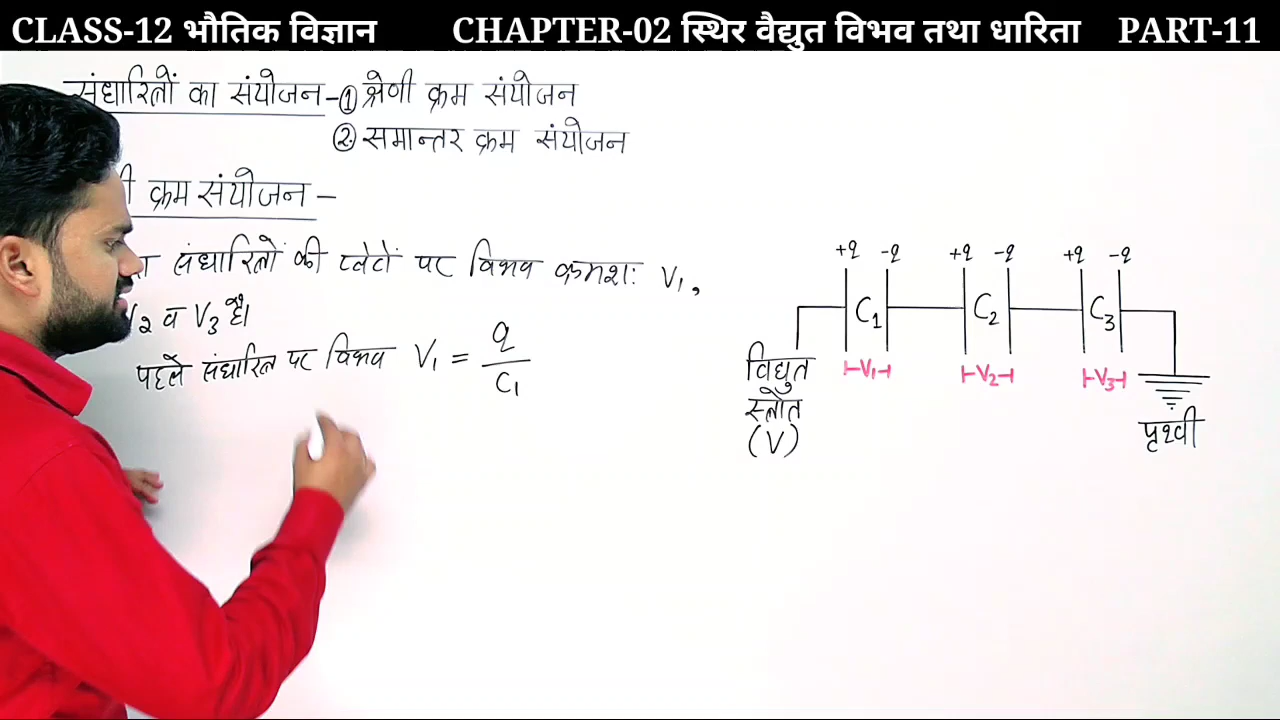 CLASS-12 भौतिक विज्ञान CHAPTER-02 स्थिर वैद्युत विभव तथा धारिता PART-11
संधारितों का संयोजन - ① श्रेणी क्रम संयोजन
② समान्तर क्रम संयोजन
क्रम संयोजन -
संधारितों की प्लेटों पर विभव क्रमशः V₁,
V₂ व V₃ है।
पहले संधारित पर विभव V₁ = q/C₁
+q -q +q -q +q -q
C₁ C₂ C₃
V₁ V₂ V₃
विद्युत
स्त्रोत
(V)
पृथ्वी